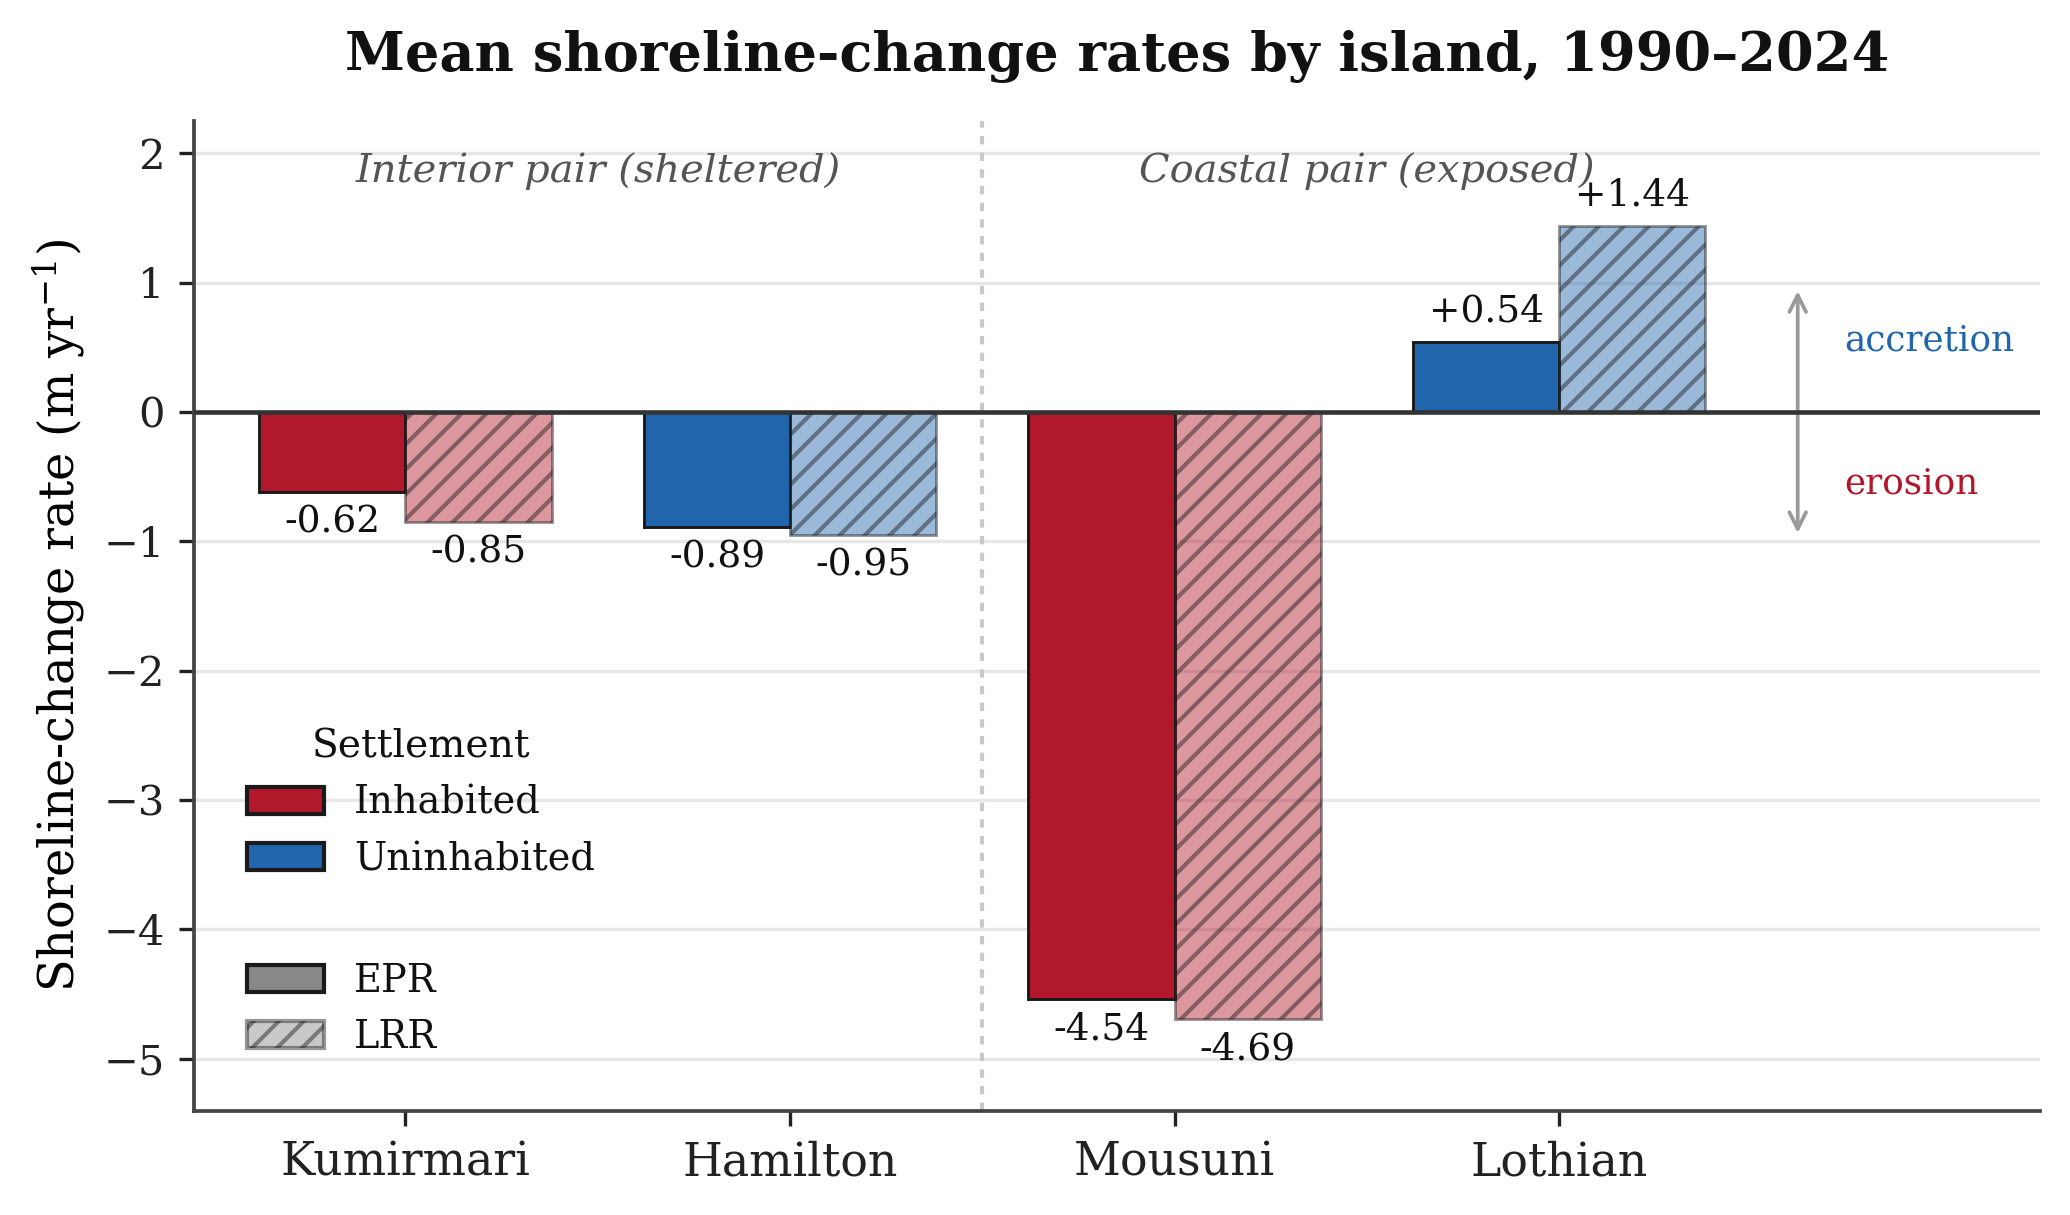 Mean shoreline-change rates by island, 1990–2024
Shoreline-change rate (m yr⁻¹)
2
1
0
−1
−2
−3
−4
−5
Interior pair (sheltered)
Coastal pair (exposed)
-0.62
-0.85
-0.89
-0.95
-4.54
-4.69
+0.54
+1.44
accretion
erosion
Settlement
Inhabited
Uninhabited
EPR
LRR
Kumirmari
Hamilton
Mousuni
Lothian